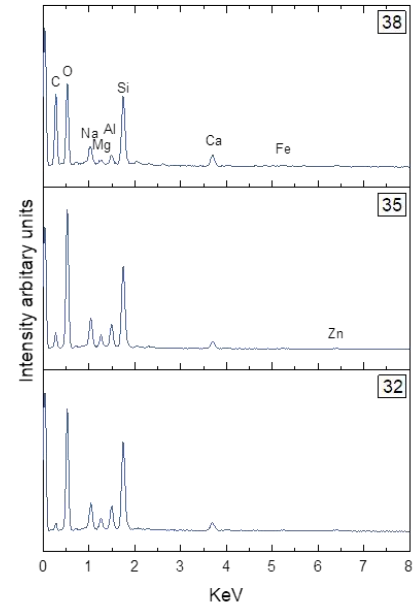 38
C
O
Na
Mg
Al
Si
Ca
Fe
35
Zn
32
Intensity arbitary units
0 1 2 3 4 5 6 7 8
KeV